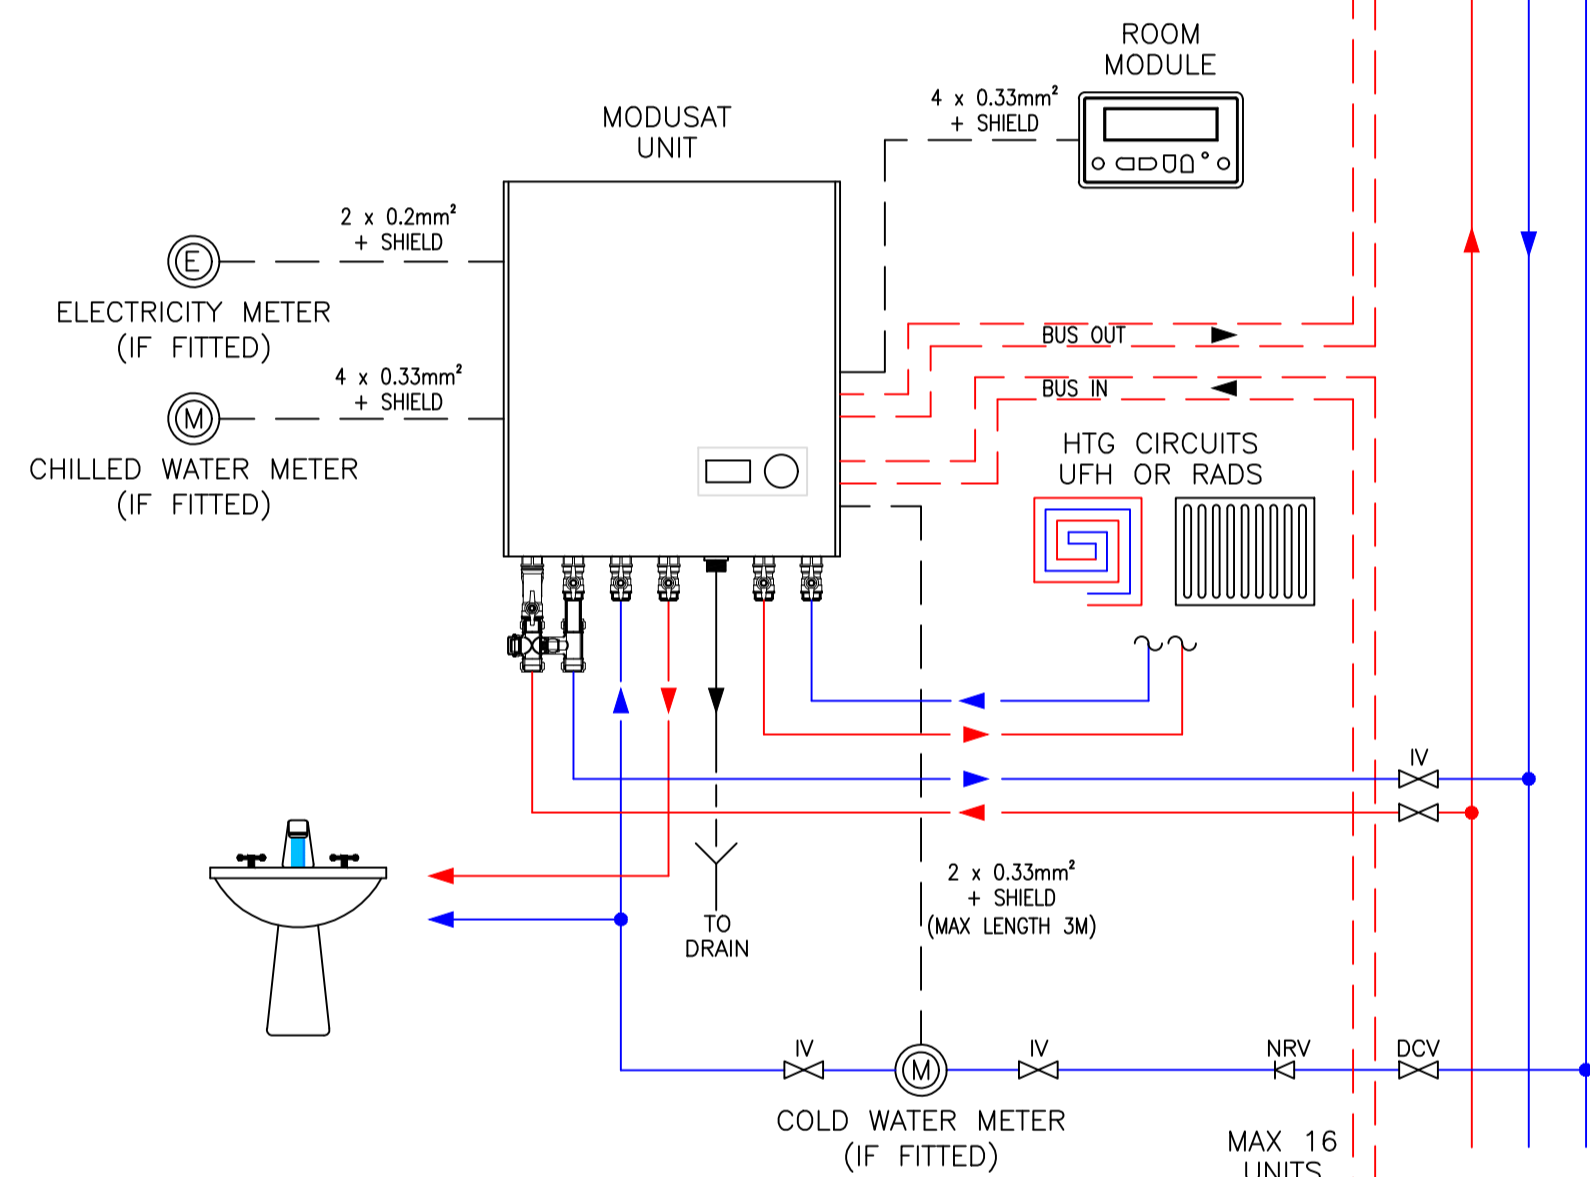 ROOM
MODULE
4 x 0.33mm²
+ SHIELD
MODUSAT
UNIT
2 x 0.2mm²
+ SHIELD
E
ELECTRICITY METER
(IF FITTED)
BUS OUT
4 x 0.33mm²
+ SHIELD
BUS IN
M
CHILLED WATER METER
(IF FITTED)
HTG CIRCUITS
UFH OR RADS
IV
2 x 0.33mm²
+ SHIELD
(MAX LENGTH 3M)
TO
DRAIN
IV
IV
NRV
DCV
M
COLD WATER METER
(IF FITTED)
MAX 16
UNITS